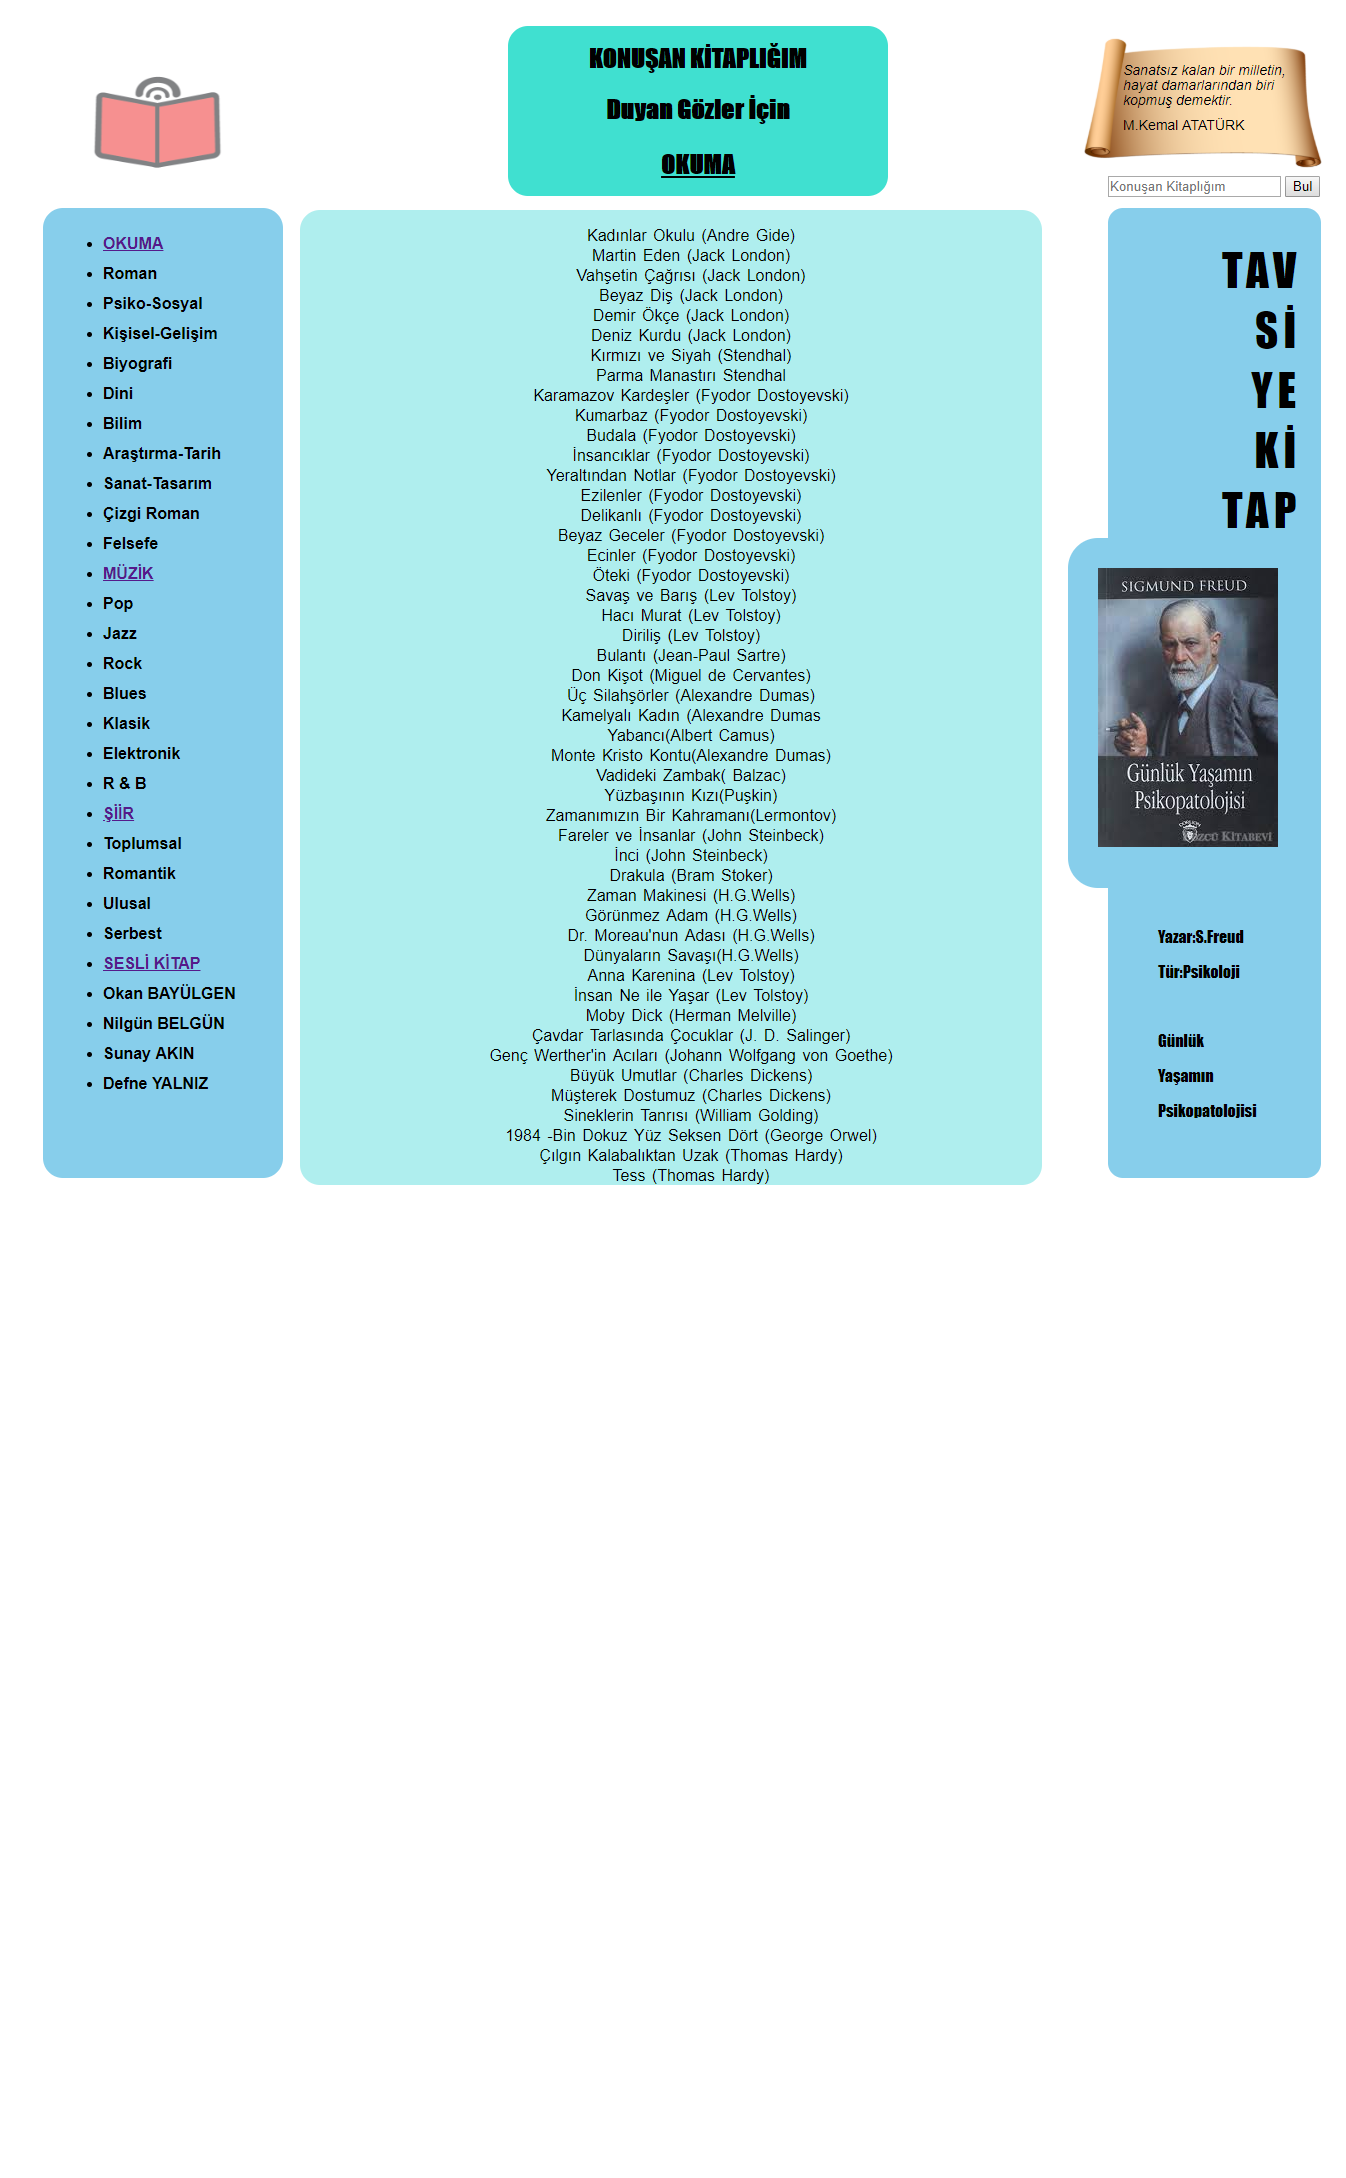 KONUŞAN KİTAPLIĞIM
Duyan Gözler İçin
OKUMA
Sanatsız kalan bir milletin,
hayat damarlarından biri
kopmuş demektir.
M.Kemal ATATÜRK
Konuşan Kitaplığım
Bul
OKUMA
Roman
Psiko-Sosyal
Kişisel-Gelişim
Biyografi
Dini
Bilim
Araştırma-Tarih
Sanat-Tasarım
Çizgi Roman
Felsefe
MÜZİK
Pop
Jazz
Rock
Blues
Klasik
Elektronik
R & B
ŞİİR
Toplumsal
Romantik
Ulusal
Serbest
SESLİ KİTAP
Okan BAYÜLGEN
Nilgün BELGÜN
Sunay AKIN
Defne YALNIZ
Kadınlar Okulu (Andre Gide)
Martin Eden (Jack London)
Vahşetin Çağrısı (Jack London)
Beyaz Diş (Jack London)
Demir Ökçe (Jack London)
Deniz Kurdu (Jack London)
Kırmızı ve Siyah (Stendhal)
Parma Manastırı Stendhal
Karamazov Kardeşler (Fyodor Dostoyevski)
Kumarbaz (Fyodor Dostoyevski)
Budala (Fyodor Dostoyevski)
İnsancıklar (Fyodor Dostoyevski)
Yeraltından Notlar (Fyodor Dostoyevski)
Ezilenler (Fyodor Dostoyevski)
Delikanlı (Fyodor Dostoyevski)
Beyaz Geceler (Fyodor Dostoyevski)
Ecinler (Fyodor Dostoyevski)
Öteki (Fyodor Dostoyevski)
Savaş ve Barış (Lev Tolstoy)
Hacı Murat (Lev Tolstoy)
Diriliş (Lev Tolstoy)
Bulantı (Jean-Paul Sartre)
Don Kişot (Miguel de Cervantes)
Üç Silahşörler (Alexandre Dumas)
Kamelyalı Kadın (Alexandre Dumas
Yabancı(Albert Camus)
Monte Kristo Kontu(Alexandre Dumas)
Vadideki Zambak( Balzac)
Yüzbaşının Kızı(Puşkin)
Zamanımızın Bir Kahramanı(Lermontov)
Fareler ve İnsanlar (John Steinbeck)
İnci (John Steinbeck)
Drakula (Bram Stoker)
Zaman Makinesi (H.G.Wells)
Görünmez Adam (H.G.Wells)
Dr. Moreau'nun Adası (H.G.Wells)
Dünyaların Savaşı(H.G.Wells)
Anna Karenina (Lev Tolstoy)
İnsan Ne ile Yaşar (Lev Tolstoy)
Moby Dick (Herman Melville)
Çavdar Tarlasında Çocuklar (J. D. Salinger)
Genç Werther'in Acıları (Johann Wolfgang von Goethe)
Büyük Umutlar (Charles Dickens)
Müşterek Dostumuz (Charles Dickens)
Sineklerin Tanrısı (William Golding)
1984 -Bin Dokuz Yüz Seksen Dört (George Orwel)
Çılgın Kalabalıktan Uzak (Thomas Hardy)
Tess (Thomas Hardy)
TAV
Sİ
YE
Kİ
TAP
SIGMUND FREUD
Günlük Yaşamın
Psikopatolojisi
KİTABEVİ
Yazar:S.Freud
Tür:Psikoloji
Günlük
Yaşamın
Psikopatolojisi